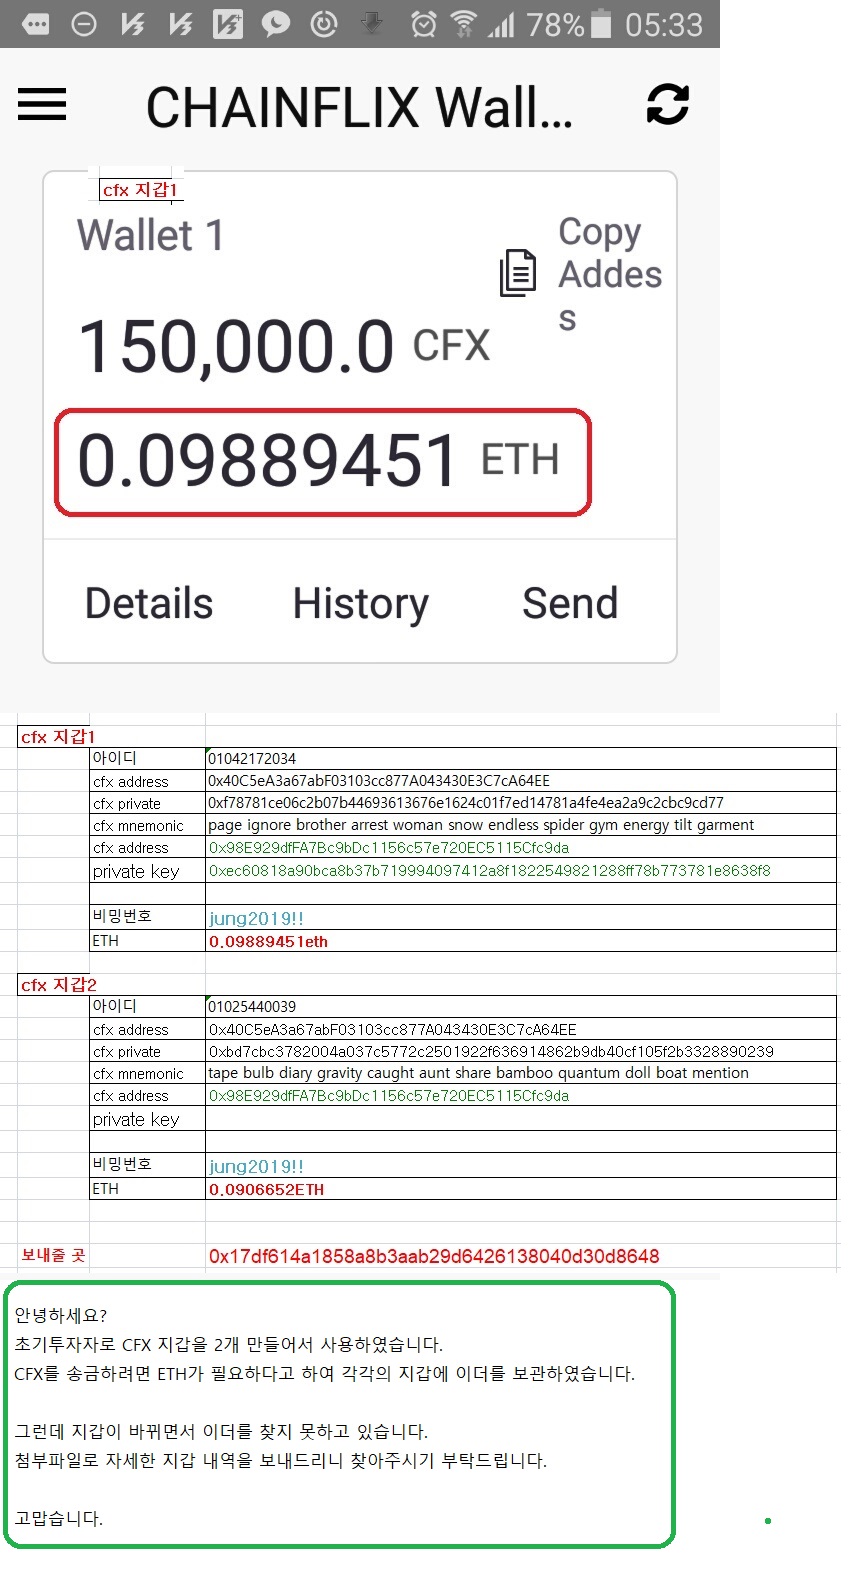 78% 05:33
CHAINFLIX Wall...
cfx 지갑1
Wallet 1
Copy Addes s
150,000.0 CFX
0.09889451 ETH
Details History Send
cfx 지갑1
아이디 01042172034
cfx address 0x40C5eA3a67abF03103cc877A043430E3C7cA64EE
cfx private 0xf78781ce06c2b07b44693613676e1624c01f7ed14781a4fe4ea2a9c2cbc9cd77
cfx mnemonic page ignore brother arrest woman snow endless spider gym energy tilt garment
cfx address 0x98E929dfFA7Bc9bDc1156c57e720EC5115Cfc9da
private key 0xec60818a90bca8b37b719994097412a8f1822549821288ff78b773781e8638f8
비밍번호 jung2019!!
ETH 0.09889451eth
cfx 지갑2
아이디 01025440039
cfx address 0x40C5eA3a67abF03103cc877A043430E3C7cA64EE
cfx private 0xbd7cbc3782004a037c5772c2501922f636914862b9db40cf105f2b3328890239
cfx mnemonic tape bulb diary gravity caught aunt share bamboo quantum doll boat mention
cfx address 0x98E929dfFA7Bc9bDc1156c57e720EC5115Cfc9da
private key
비밍번호 jung2019!!
ETH 0.0906652ETH
보내줄 곳 0x17df614a1858a8b3aab29d6426138040d30d8648
안녕하세요?
초기투자자로 CFX 지갑을 2개 만들어서 사용하였습니다.
CFX를 송금하려면 ETH가 필요하다고 하여 각각의 지갑에 이더를 보관하였습니다.
그런데 지갑이 바뀌면서 이더를 찾지 못하고 있습니다.
첨부파일로 자세한 지갑 내역을 보내드리니 찾아주시기 부탁드립니다.
고맙습니다.